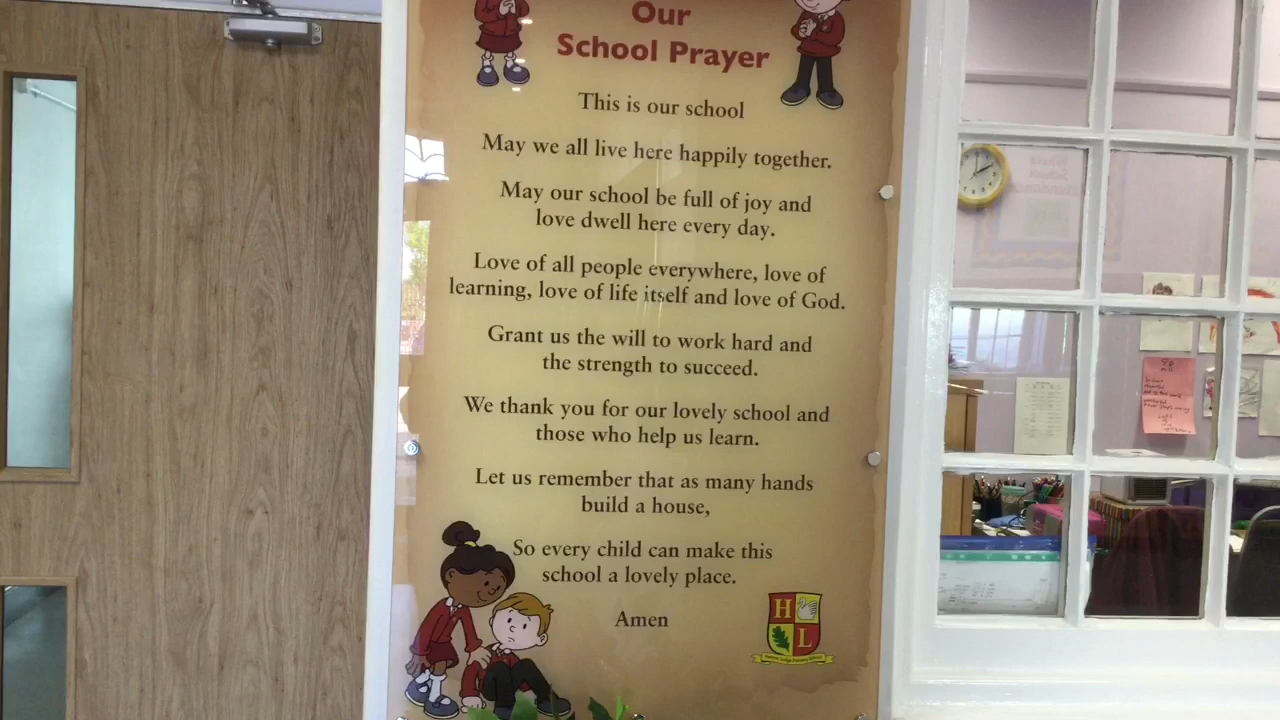 Our
School Prayer
This is our school
May we all live here happily together.
May our school be full of joy and
love dwell here every day.
Love of all people everywhere, love of
learning, love of life itself and love of God.
Grant us the will to work hard and
the strength to succeed.
We thank you for our lovely school and
those who help us learn.
Let us remember that as many hands
build a house,
So every child can make this
school a lovely place.
Amen
H
L